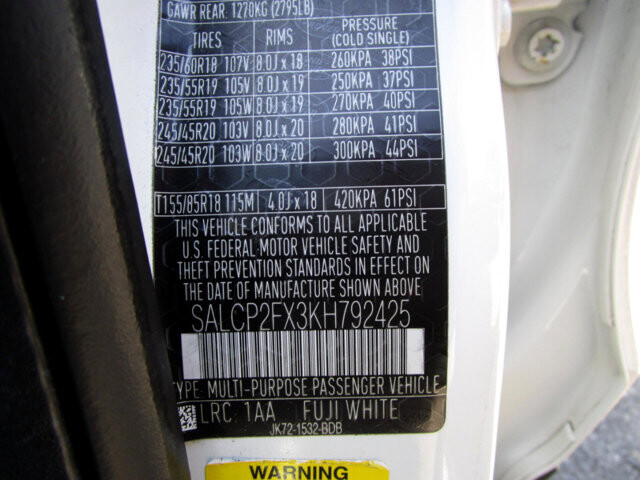 GAWR REAR. 1270KG (2795LB)
TIRES RIMS PRESSURE (COLD SINGLE)
235/60R18 107V 8.0J x 18 260KPA 38PSI
235/55R19 105V 8.0J x 19 250KPA 37PSI
235/55R19 105W 8.0J x 19 270KPA 40PSI
245/45R20 103V 8.0J x 20 280KPA 41PSI
245/45R20 103W 8.0J x 20 300KPA 44PSI
T155/85R18 115M 4.0J x 18 420KPA 61PSI
THIS VEHICLE CONFORMS TO ALL APPLICABLE
U.S. FEDERAL MOTOR VEHICLE SAFETY AND
THEFT PREVENTION STANDARDS IN EFFECT ON
THE DATE OF MANUFACTURE SHOWN ABOVE
SALCP2FX3KH792425
TYPE: MULTI-PURPOSE PASSENGER VEHICLE
LRC. 1AA FUJI WHITE
JK72-1532-BDB
WARNING